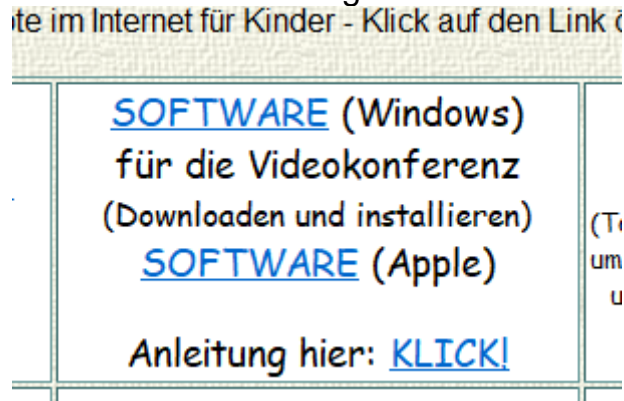 im Internet für Kinder - Klick auf den Link
SOFTWARE (Windows)
für die Videokonferenz
(Downloaden und installieren)
SOFTWARE (Apple)
Anleitung hier: KLICK!